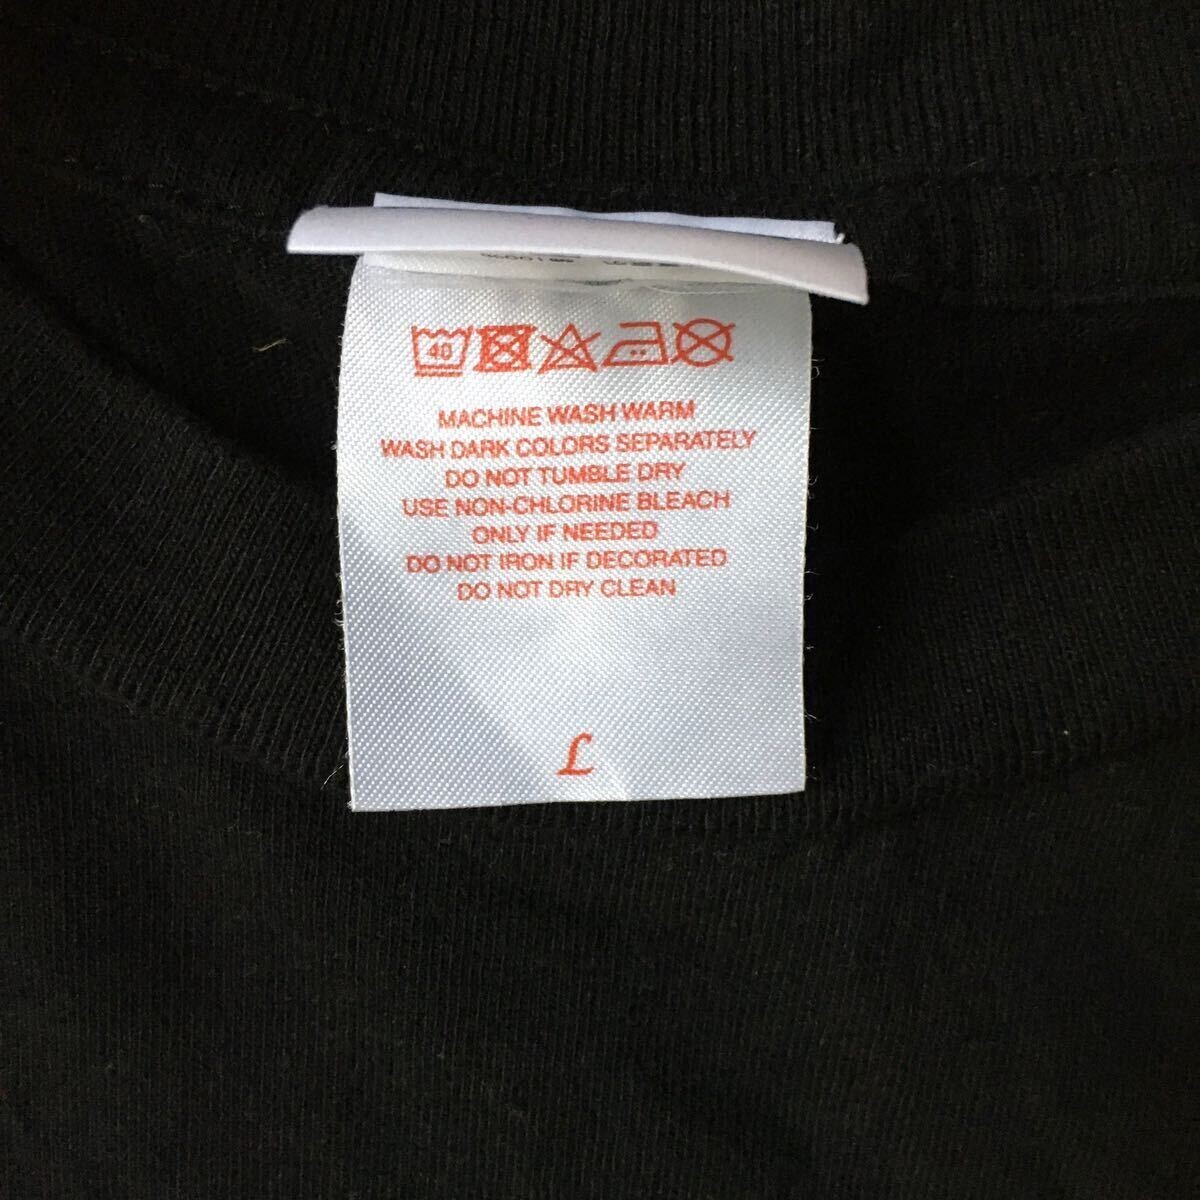 40
MACHINE WASH WARM
WASH DARK COLORS SEPARATELY
DO NOT TUMBLE DRY
USE NON-CHLORINE BLEACH
ONLY IF NEEDED
DO NOT IRON IF DECORATED
DO NOT DRY CLEAN
L